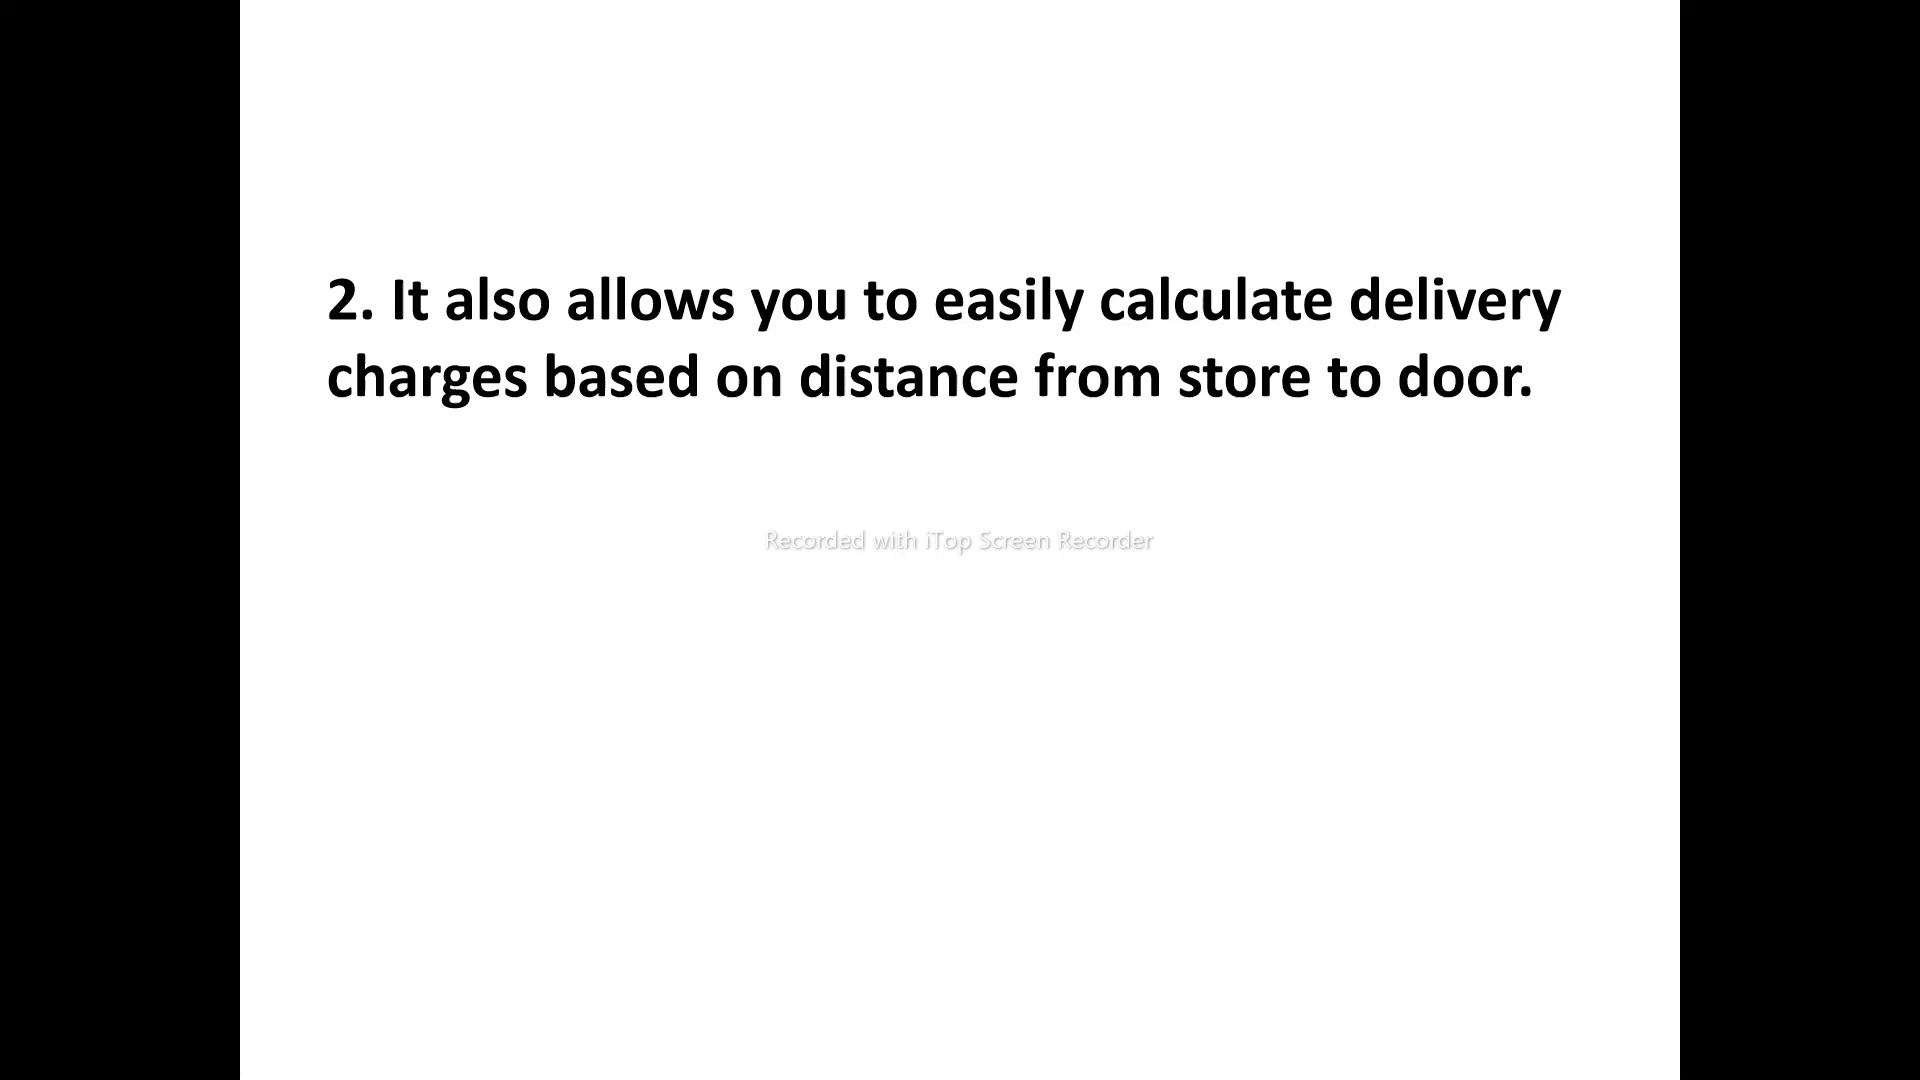 2. It also allows you to easily calculate delivery
charges based on distance from store to door.
Recorded with iTop Screen Recorder